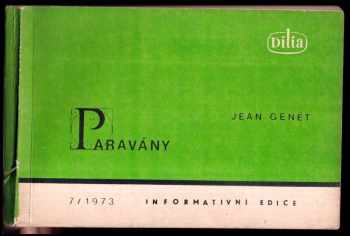 Dilia
JEAN GENET
PARAVÁNY
7/1973 INFORMATIVNÍ EDICE